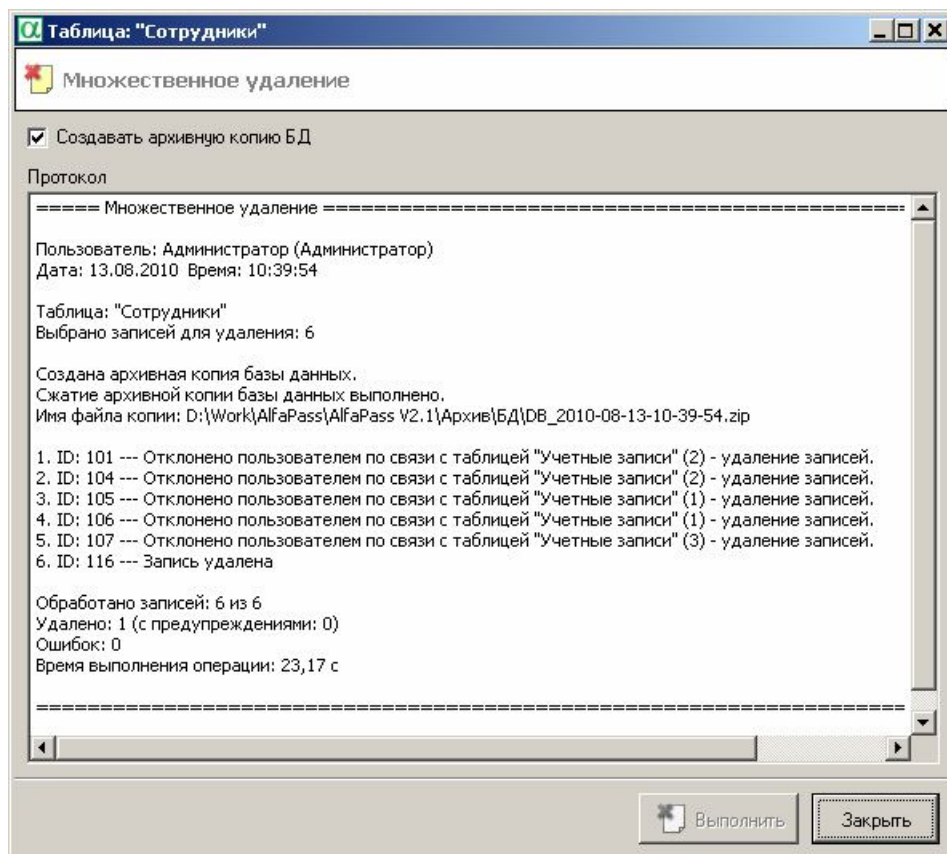 Таблица: "Сотрудники"
Множественное удаление
Создавать архивную копию БД
Протокол
===== Множественное удаление =============================================
Пользователь: Администратор (Администратор)
Дата: 13.08.2010 Время: 10:39:54
Таблица: "Сотрудники"
Выбрано записей для удаления: 6
Создана архивная копия базы данных.
Сжатие архивной копии базы данных выполнено.
Имя файла копии: D:\Work\AlfaPass\AlfaPass V2.1\Архив\БД\DB_2010-08-13-10-39-54.zip
1. ID: 101 --- Отклонено пользователем по связи с таблицей "Учетные записи" (2) - удаление записей.
2. ID: 104 --- Отклонено пользователем по связи с таблицей "Учетные записи" (2) - удаление записей.
3. ID: 105 --- Отклонено пользователем по связи с таблицей "Учетные записи" (1) - удаление записей.
4. ID: 106 --- Отклонено пользователем по связи с таблицей "Учетные записи" (1) - удаление записей.
5. ID: 107 --- Отклонено пользователем по связи с таблицей "Учетные записи" (3) - удаление записей.
6. ID: 116 --- Запись удалена
Обработано записей: 6 из 6
Удалено: 1 (с предупреждениями: 0)
Ошибок: 0
Время выполнения операции: 23,17 с
===================================================================
Выполнить
Закрыть